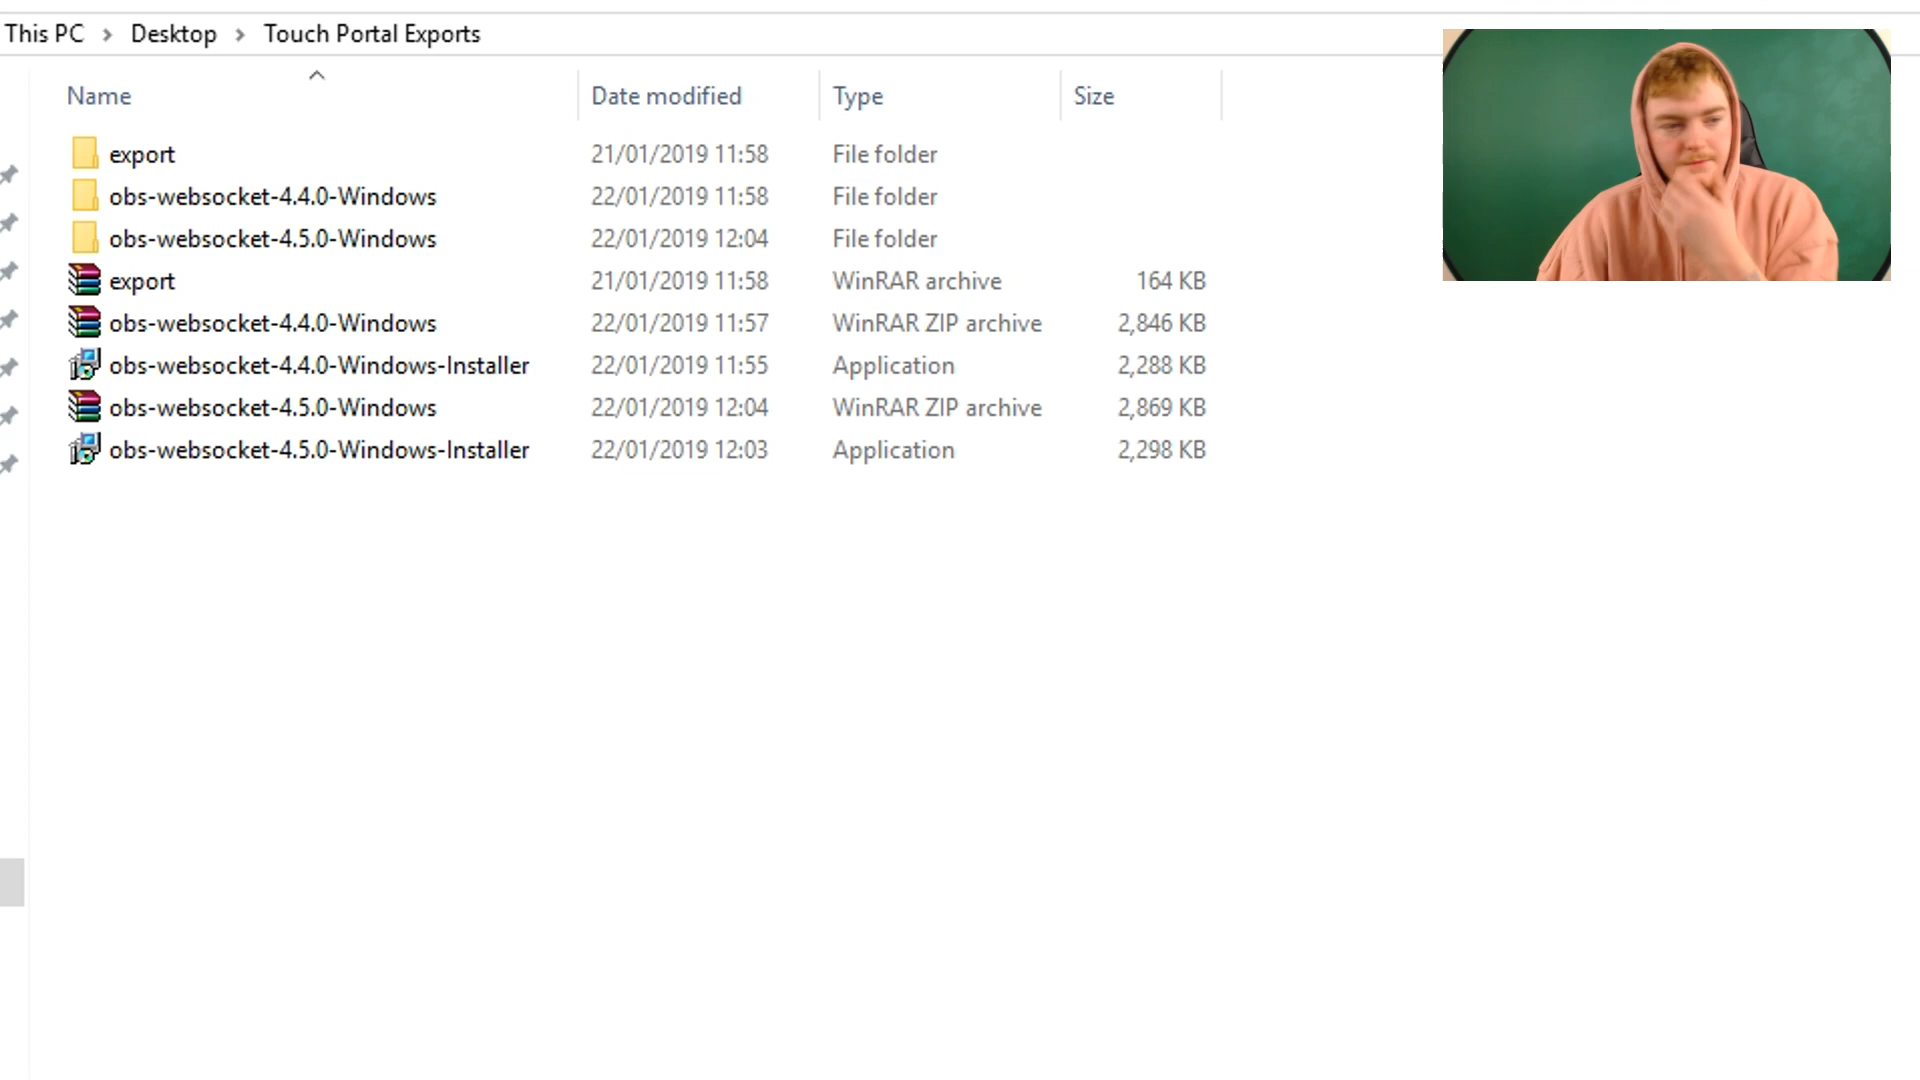 This PC > Desktop > Touch Portal Exports
Name Date modified Type Size
export 21/01/2019 11:58 File folder
obs-websocket-4.4.0-Windows 22/01/2019 11:58 File folder
obs-websocket-4.5.0-Windows 22/01/2019 12:04 File folder
export 21/01/2019 11:58 WinRAR archive 164 KB
obs-websocket-4.4.0-Windows 22/01/2019 11:57 WinRAR ZIP archive 2,846 KB
obs-websocket-4.4.0-Windows-Installer 22/01/2019 11:55 Application 2,288 KB
obs-websocket-4.5.0-Windows 22/01/2019 12:04 WinRAR ZIP archive 2,869 KB
obs-websocket-4.5.0-Windows-Installer 22/01/2019 12:03 Application 2,298 KB